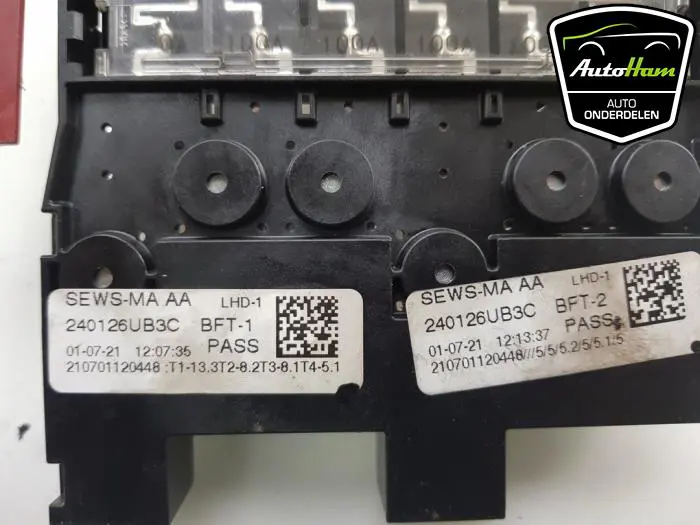 0A 100A 100A 100A
AutoHam
AUTO
ONDERDELEN
SEWS-MA AA LHD-1
240126UB3C BFT-1
01-07-21 12:07:35 PASS
210701120448 :T1-13.3T2-8.2T3-8.1T4-5.1
SEWS-MA AA LHD-1
240126UB3C BFT-2
01-07-21 12:13:37 PASS
210701120448///5/5/5.2/5/5.1/5